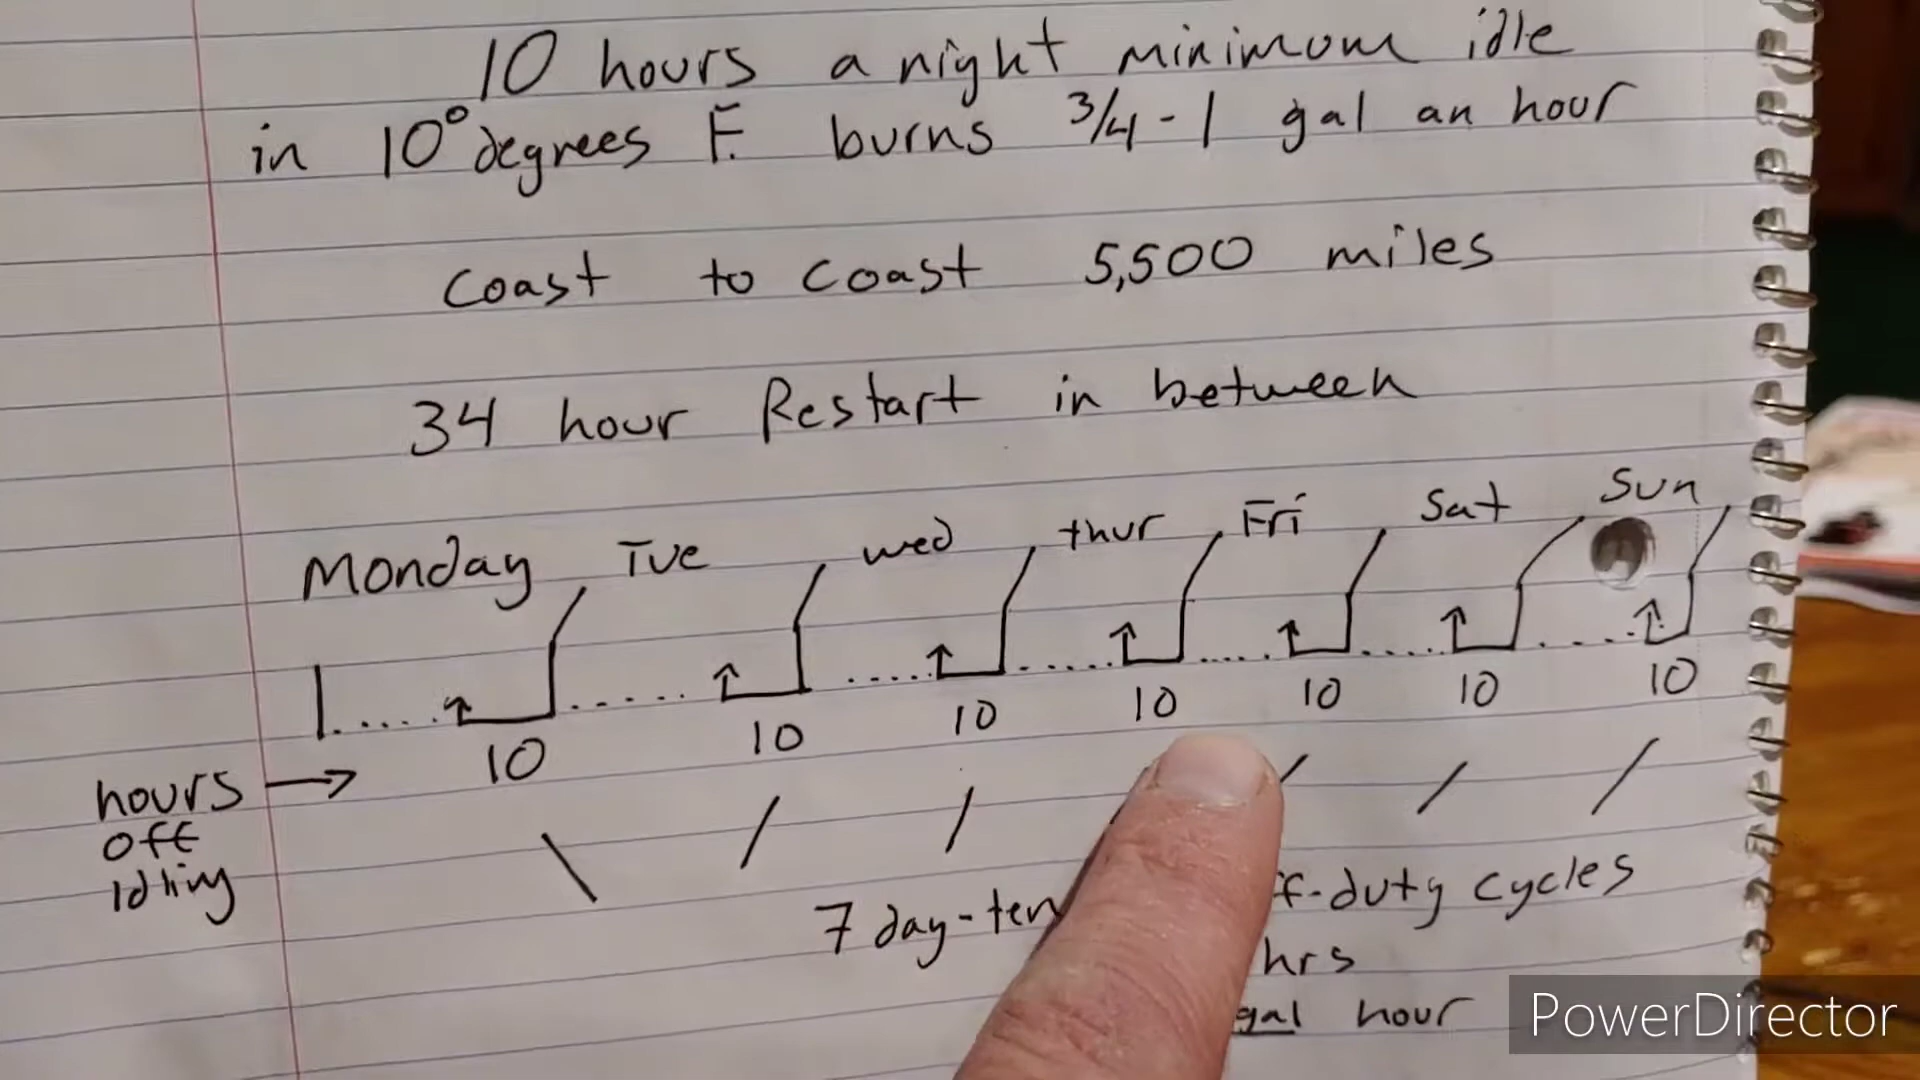 10 hours a night minimum idle
in 10° degrees F. burns 3/4 - 1 gal an hour
Coast to coast 5,500 miles
34 hour Restart in between
Monday Tue wed thur Fri Sat Sun
10 10 10 10 10 10 10
hours →
off
Idling
7 day-ten f-duty cycles
hrs
gal hour
PowerDirector